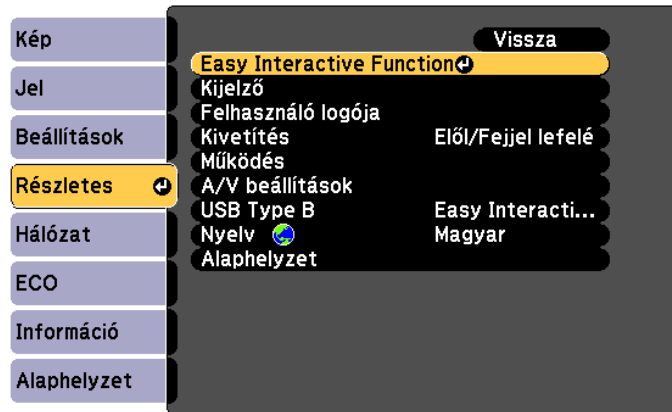 Kép
Jel
Beállítások
Részletes
Hálózat
ECO
Információ
Alaphelyzet
Vissza
Easy Interactive Function
Kijelző
Felhasználó logója
Kivetítés Elől/Fejjel lefelé
Működés
A/V beállítások
USB Type B Easy Interacti...
Nyelv Magyar
Alaphelyzet